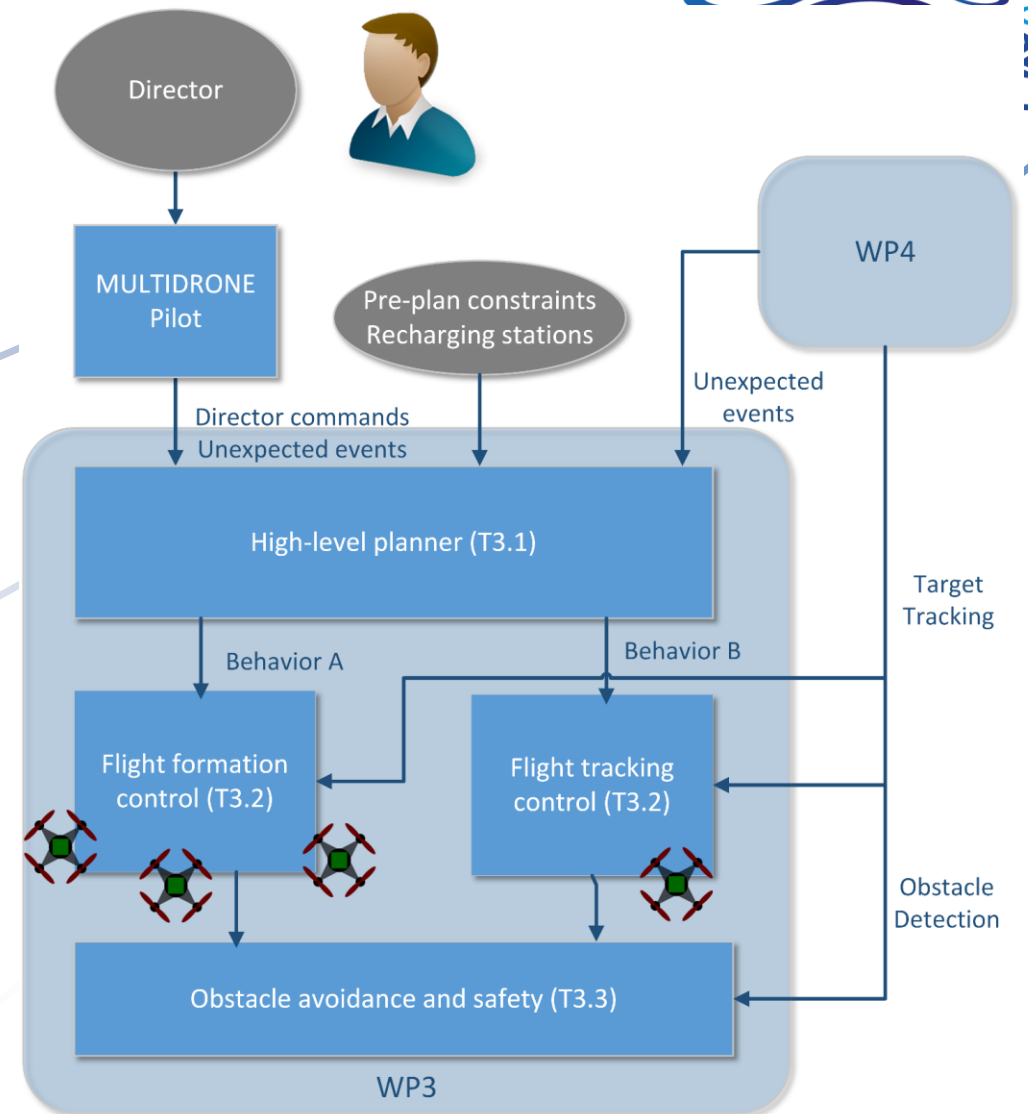 Director
MULTIDRONE
Pilot
Pre-plan constraints
Recharging stations
WP4
Director commands
Unexpected events
Unexpected
events
High-level planner (T3.1)
Behavior A
Behavior B
Target
Tracking
Flight formation
control (T3.2)
Flight tracking
control (T3.2)
Obstacle
Detection
Obstacle avoidance and safety (T3.3)
WP3